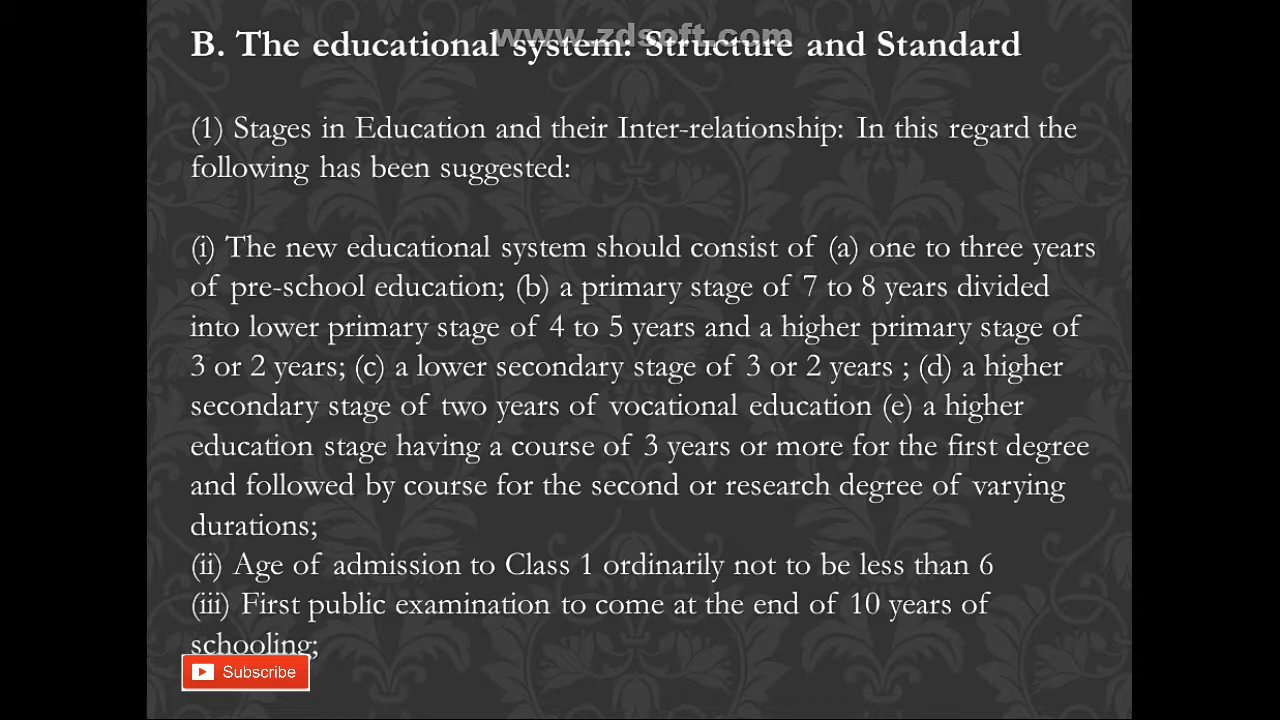 www.zdsoft.com
B. The educational system: Structure and Standard
(1) Stages in Education and their Inter-relationship: In this regard the
following has been suggested:
(i) The new educational system should consist of (a) one to three years
of pre-school education; (b) a primary stage of 7 to 8 years divided
into lower primary stage of 4 to 5 years and a higher primary stage of
3 or 2 years; (c) a lower secondary stage of 3 or 2 years ; (d) a higher
secondary stage of two years of vocational education (e) a higher
education stage having a course of 3 years or more for the first degree
and followed by course for the second or research degree of varying
durations;
(ii) Age of admission to Class 1 ordinarily not to be less than 6
(iii) First public examination to come at the end of 10 years of
schooling;
Subscribe